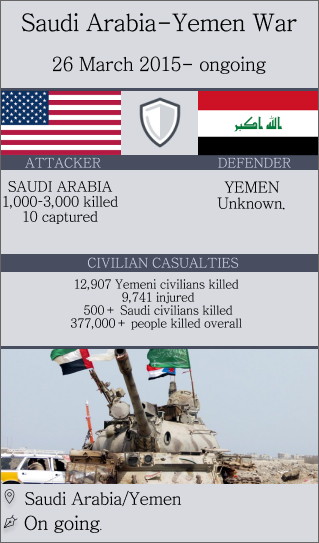 Saudi Arabia-Yemen War
26 March 2015- ongoing
الله اكبر
ATTACKER
DEFENDER
SAUDI ARABIA
1,000-3,000 killed
10 captured
YEMEN
Unknown.
CIVILIAN CASUALTIES
12,907 Yemeni civilians killed
9,741 injured
500+ Saudi civilians killed
377,000+ people killed overall
Saudi Arabia/Yemen
On going.